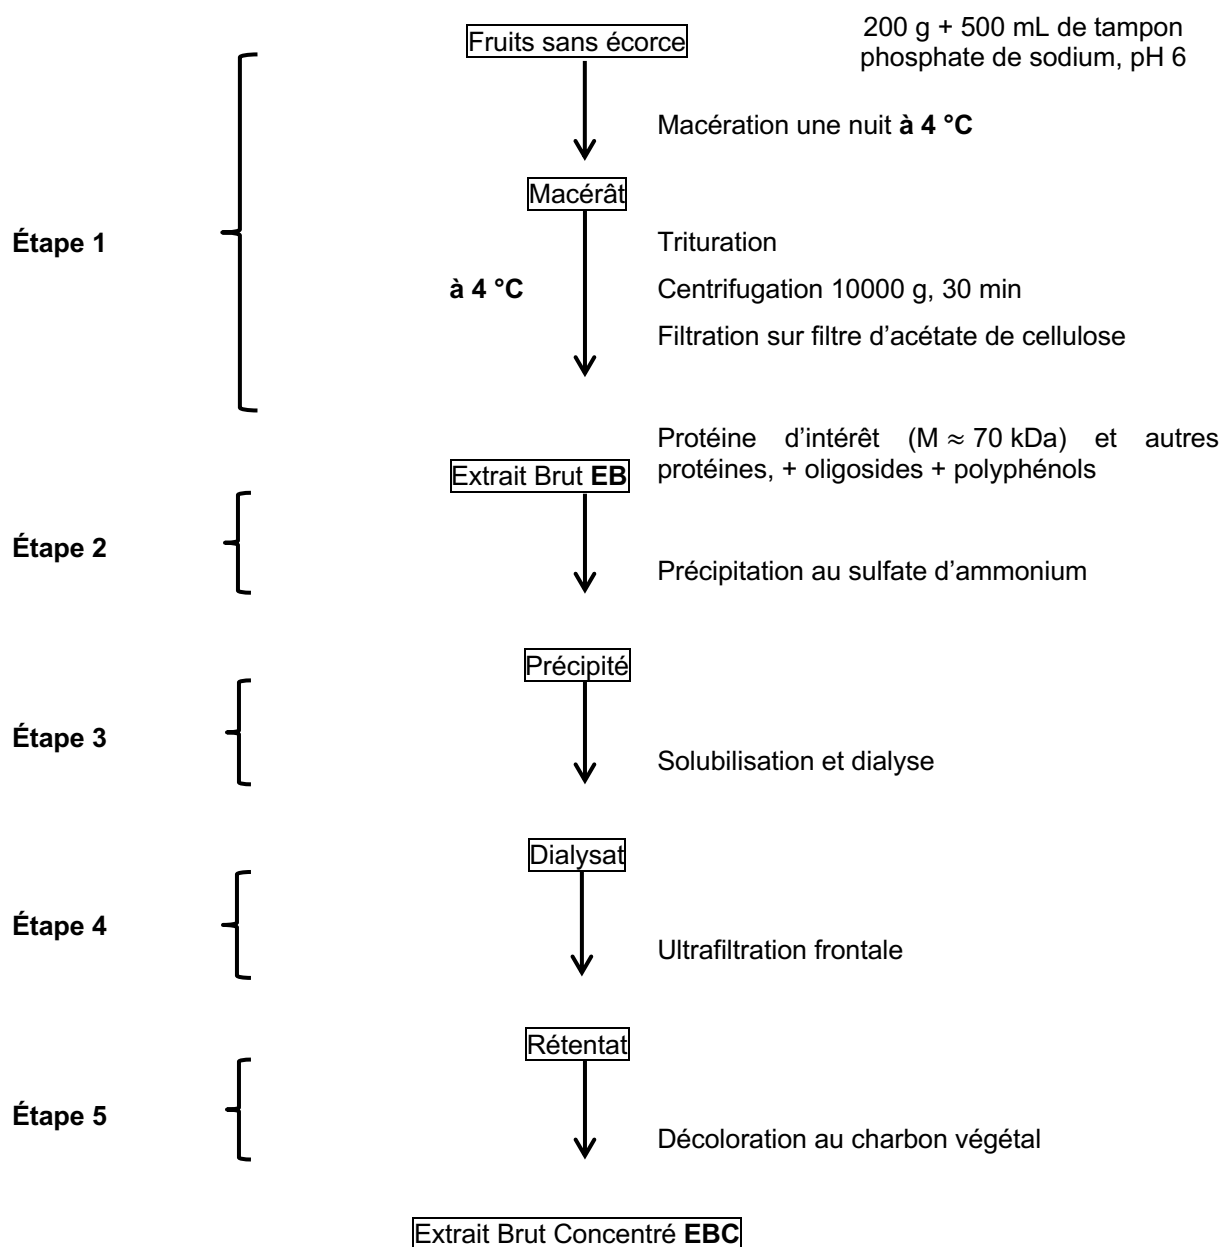 Fruits sans écorce
200 g + 500 mL de tampon
phosphate de sodium, pH 6
Macération une nuit à 4 °C
Macérât
Étape 1
Trituration
à 4 °C
Centrifugation 10000 g, 30 min
Filtration sur filtre d’acétate de cellulose
Protéine d’intérêt (M ≈ 70 kDa) et autres
protéines, + oligosides + polyphénols
Extrait Brut EB
Étape 2
Précipitation au sulfate d’ammonium
Précipité
Étape 3
Solubilisation et dialyse
Dialysat
Étape 4
Ultrafiltration frontale
Rétentat
Étape 5
Décoloration au charbon végétal
Extrait Brut Concentré EBC